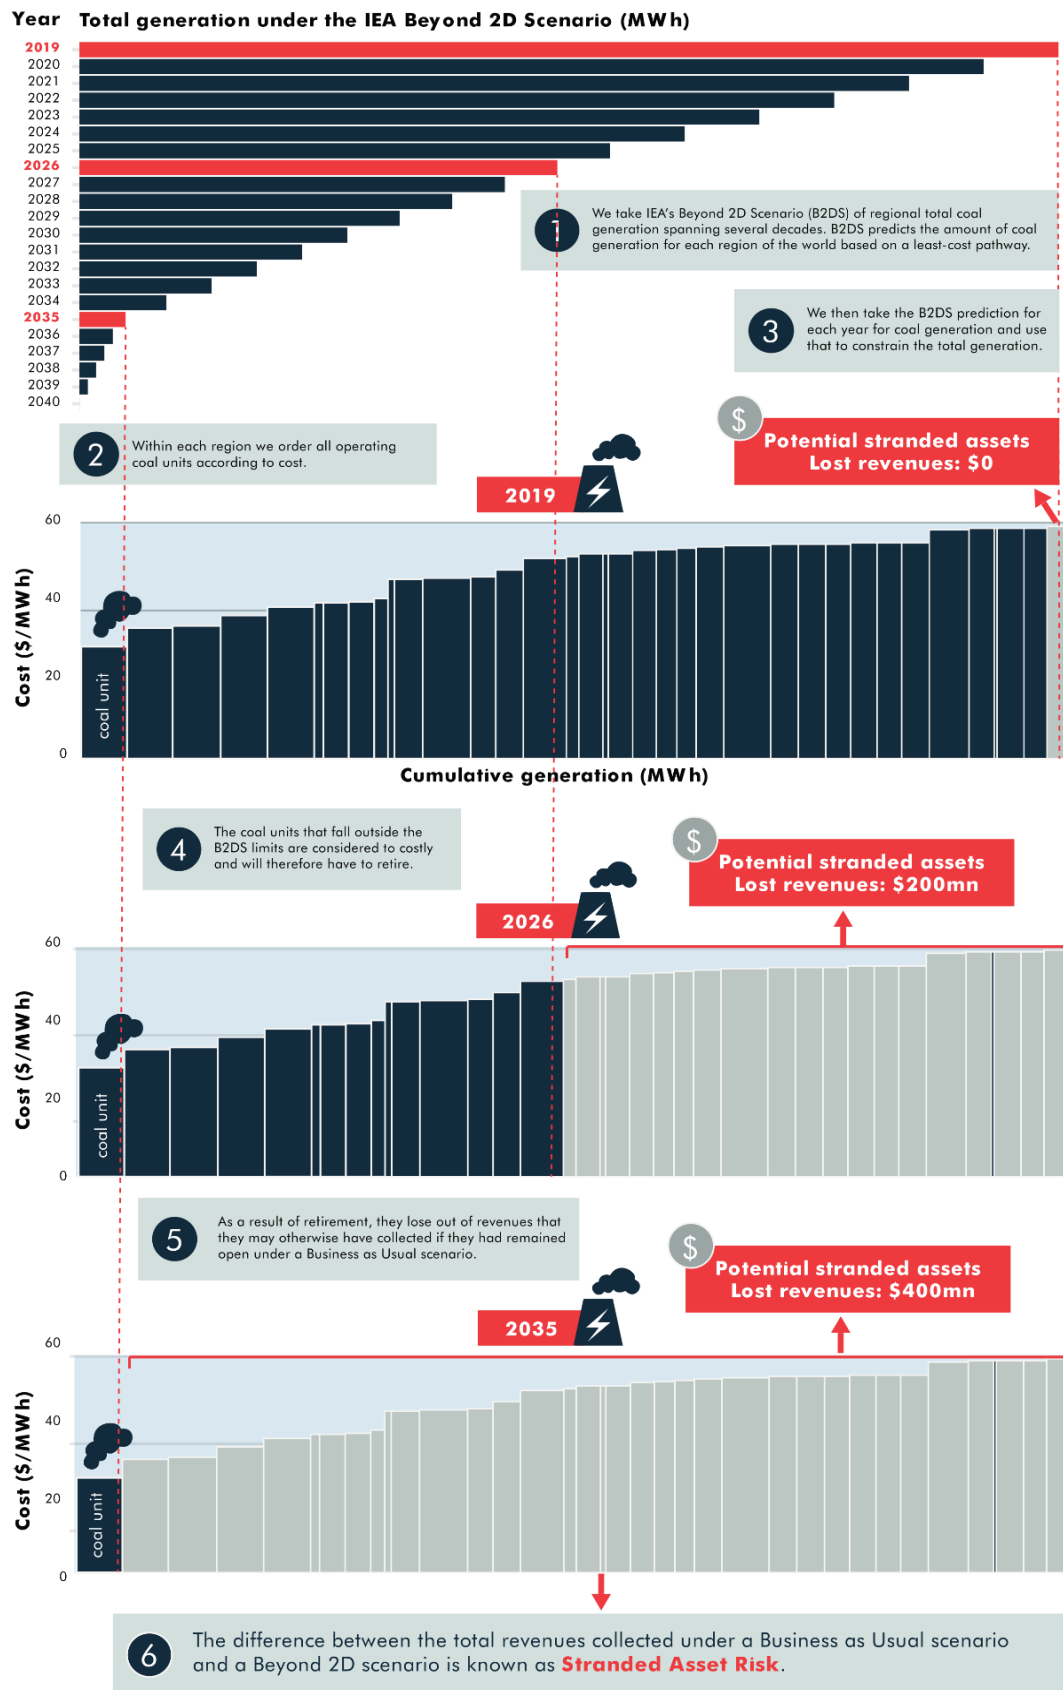 Year Total generation under the IEA Beyond 2D Scenario (MWh)
2019
2020
2021
2022
2023
2024
2025
2026
2027
2028
2029
2030
2031
2032
2033
2034
2035
2036
2037
2038
2039
2040
1
We take IEA's Beyond 2D Scenario (B2DS) of regional total coal
generation spanning several decades. B2DS predicts the amount of coal
generation for each region of the world based on a least-cost pathway.
3
We then take the B2DS prediction for
each year for coal generation and use
that to constrain the total generation.
2
Within each region we order all operating
coal units according to cost.
$
Potential stranded assets
Lost revenues: $0
2019
60
40
20
0
Cost ($/MWh)
coal unit
Cumulative generation (MWh)
4
The coal units that fall outside the
B2DS limits are considered to costly
and will therefore have to retire.
$
Potential stranded assets
Lost revenues: $200mn
2026
60
40
20
0
Cost ($/MWh)
coal unit
5
As a result of retirement, they lose out of revenues that
they may otherwise have collected if they had remained
open under a Business as Usual scenario.
$
Potential stranded assets
Lost revenues: $400mn
2035
60
40
20
0
Cost ($/MWh)
coal unit
6
The difference between the total revenues collected under a Business as Usual scenario
and a Beyond 2D scenario is known as Stranded Asset Risk.